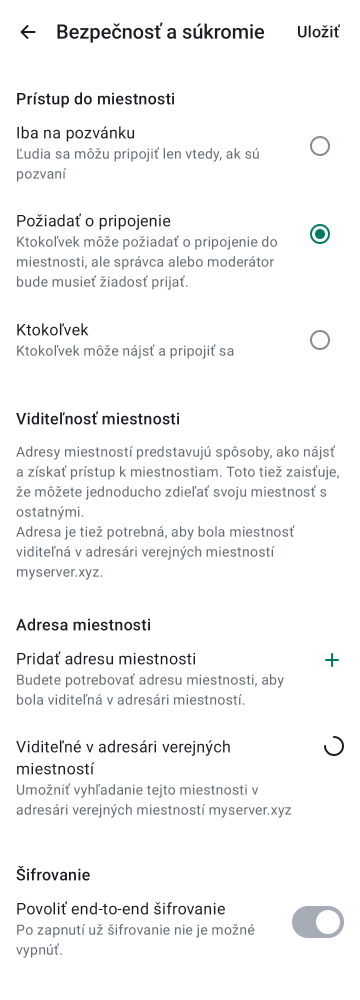 Bezpečnosť a súkromie
Uložiť
Prístup do miestnosti
Iba na pozvánku
Ľudia sa môžu pripojiť len vtedy, ak sú
pozvaní
Požiadať o pripojenie
Ktokoľvek môže požiadať o pripojenie do
miestnosti, ale správca alebo moderátor
bude musieť žiadosť prijať.
Ktokoľvek
Ktokoľvek môže nájsť a pripojiť sa
Viditeľnosť miestnosti
Adresy miestností predstavujú spôsoby, ako nájsť
a získať prístup k miestnostiam. Toto tiež zaisťuje,
že môžete jednoducho zdieľať svoju miestnosť s
ostatnými.
Adresa je tiež potrebná, aby bola miestnosť
viditeľná v adresári verejných miestností
myserver.xyz.
Adresa miestnosti
Pridať adresu miestnosti
Budete potrebovať adresu miestnosti, aby
bola viditeľná v adresári miestností.
Viditeľné v adresári verejných
miestností
Umožniť vyhľadanie tejto miestnosti v
adresári verejných miestností myserver.xyz
Šifrovanie
Povoliť end-to-end šifrovanie
Po zapnutí už šifrovanie nie je možné
vypnúť.